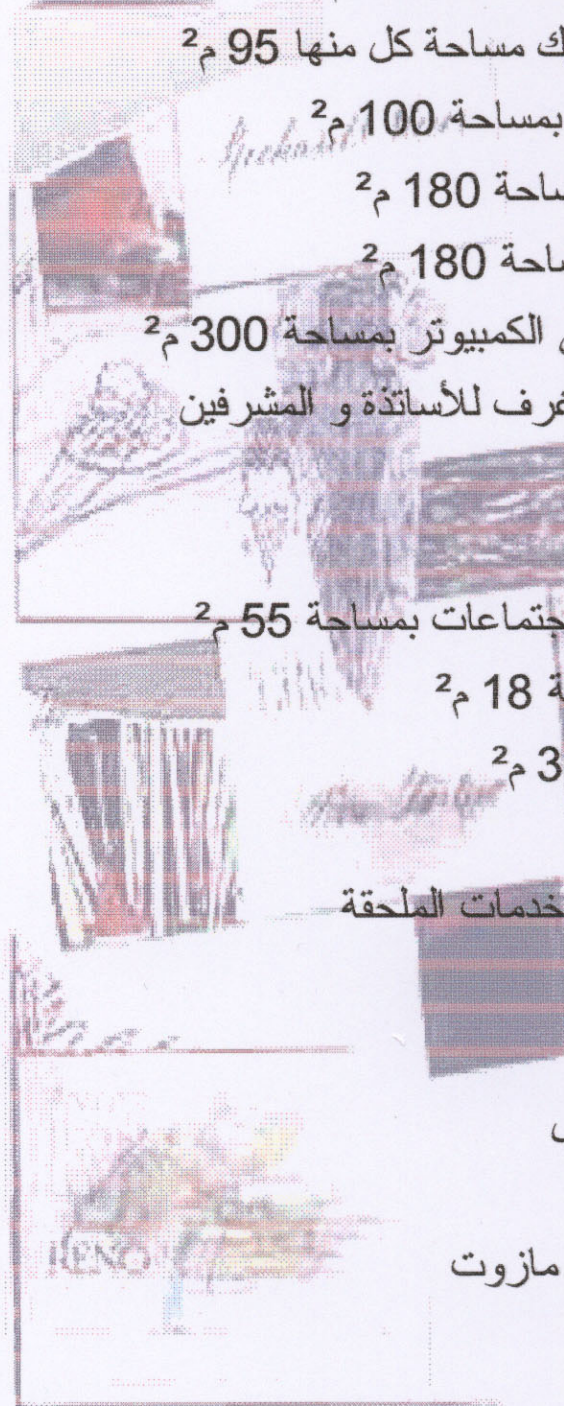 ك مساحة كل منها 95 م²
بمساحة 100 م²
ساحة 180 م²
ساحة 180 م²
الكمبيوتر بمساحة 300 م²
غرف للأساتذة و المشرفين
جتماعات بمساحة 55 م²
ة 18 م²
3 م²
خدمات الملحقة
مازوت